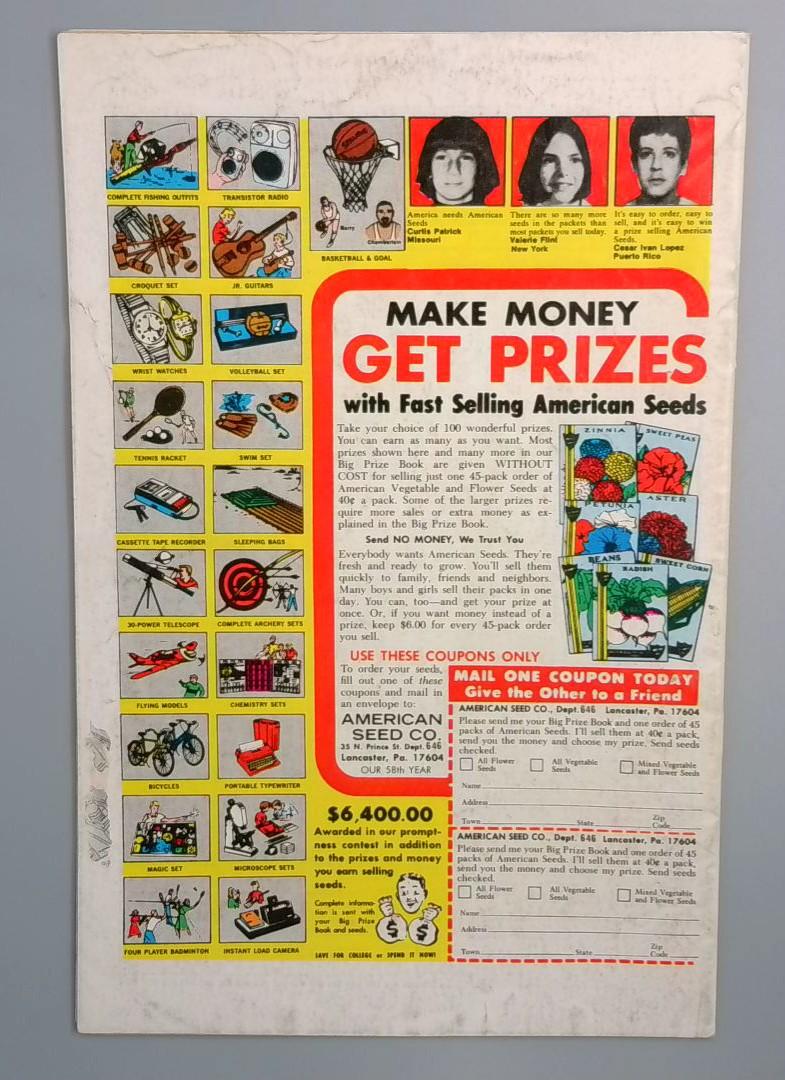 COMPLETE FISHING OUTFITS
TRANSISTOR RADIO
CROQUET SET
JR. GUITARS
WRIST WATCHES
VOLLEYBALL SET
TENNIS RACKET
SWIM SET
CASSETTE TAPE RECORDER
SLEEPING BAGS
30-POWER TELESCOPE
COMPLETE ARCHERY SETS
FLYING MODELS
CHEMISTRY SETS
BICYCLES
PORTABLE TYPEWRITER
MAGIC SET
MICROSCOPE SETS
FOUR PLAYER BADMINTON
INSTANT LOAD CAMERA
Barry
Chamberlain
BASKETBALL & GOAL
America needs American
Seeds
Curtis Patrick
Missouri
There are so many more
seeds in the packets than
most packets you sell today.
Valerie Flint
New York
It's easy to order, easy to
sell, and it's easy to win
a prize selling American
Seeds.
Cesar Ivan Lopez
Puerto Rico
MAKE MONEY
GET PRIZES
with Fast Selling American Seeds
Take your choice of 100 wonderful prizes.
You can earn as many as you want. Most
prizes shown here and many more in our
Big Prize Book are given WITHOUT
COST for selling just one 45-pack order of
American Vegetable and Flower Seeds at
40¢ a pack. Some of the larger prizes re-
quire more sales or extra money as ex-
plained in the Big Prize Book.
Send NO MONEY, We Trust You
Everybody wants American Seeds. They're
fresh and ready to grow. You'll sell them
quickly to family, friends and neighbors.
Many boys and girls sell their packs in one
day. You can, too—and get your prize at
once. Or, if you want money instead of a
prize, keep $6.00 for every 45-pack order
you sell.
ZINNIA
SWEET PEAS
PETUNIA
ASTER
BEANS
RADISH
SWEET CORN
USE THESE COUPONS ONLY
To order your seeds,
fill out one of these
coupons and mail in
an envelope to:
AMERICAN
SEED CO.
35 N. Prince St. Dept. 646
Lancaster, Pa. 17604
OUR 58th YEAR
MAIL ONE COUPON TODAY
Give the Other to a Friend
AMERICAN SEED CO., Dept. 646 Lancaster, Pa. 17604
Please send me your Big Prize Book and one order of 45
packs of American Seeds. I'll sell them at 40¢ a pack,
send you the money and choose my prize. Send seeds
checked.
All Flower
Seeds
All Vegetable
Seeds
Mixed Vegetable
and Flower Seeds
Name
Address
Town State Zip Code
AMERICAN SEED CO., Dept. 646 Lancaster, Pa. 17604
Please send me your Big Prize Book and one order of 45
packs of American Seeds. I'll sell them at 40¢ a pack,
send you the money and choose my prize. Send seeds
checked.
All Flower
Seeds
All Vegetable
Seeds
Mixed Vegetable
and Flower Seeds
Name
Address
Town State Zip Code
$6,400.00
Awarded in our prompt-
ness contest in addition
to the prizes and money
you earn selling
seeds.
Complete informa-
tion is sent with
your Big Prize
Book and seeds.
$ $
SAVE FOR COLLEGE or SPEND IT NOW!